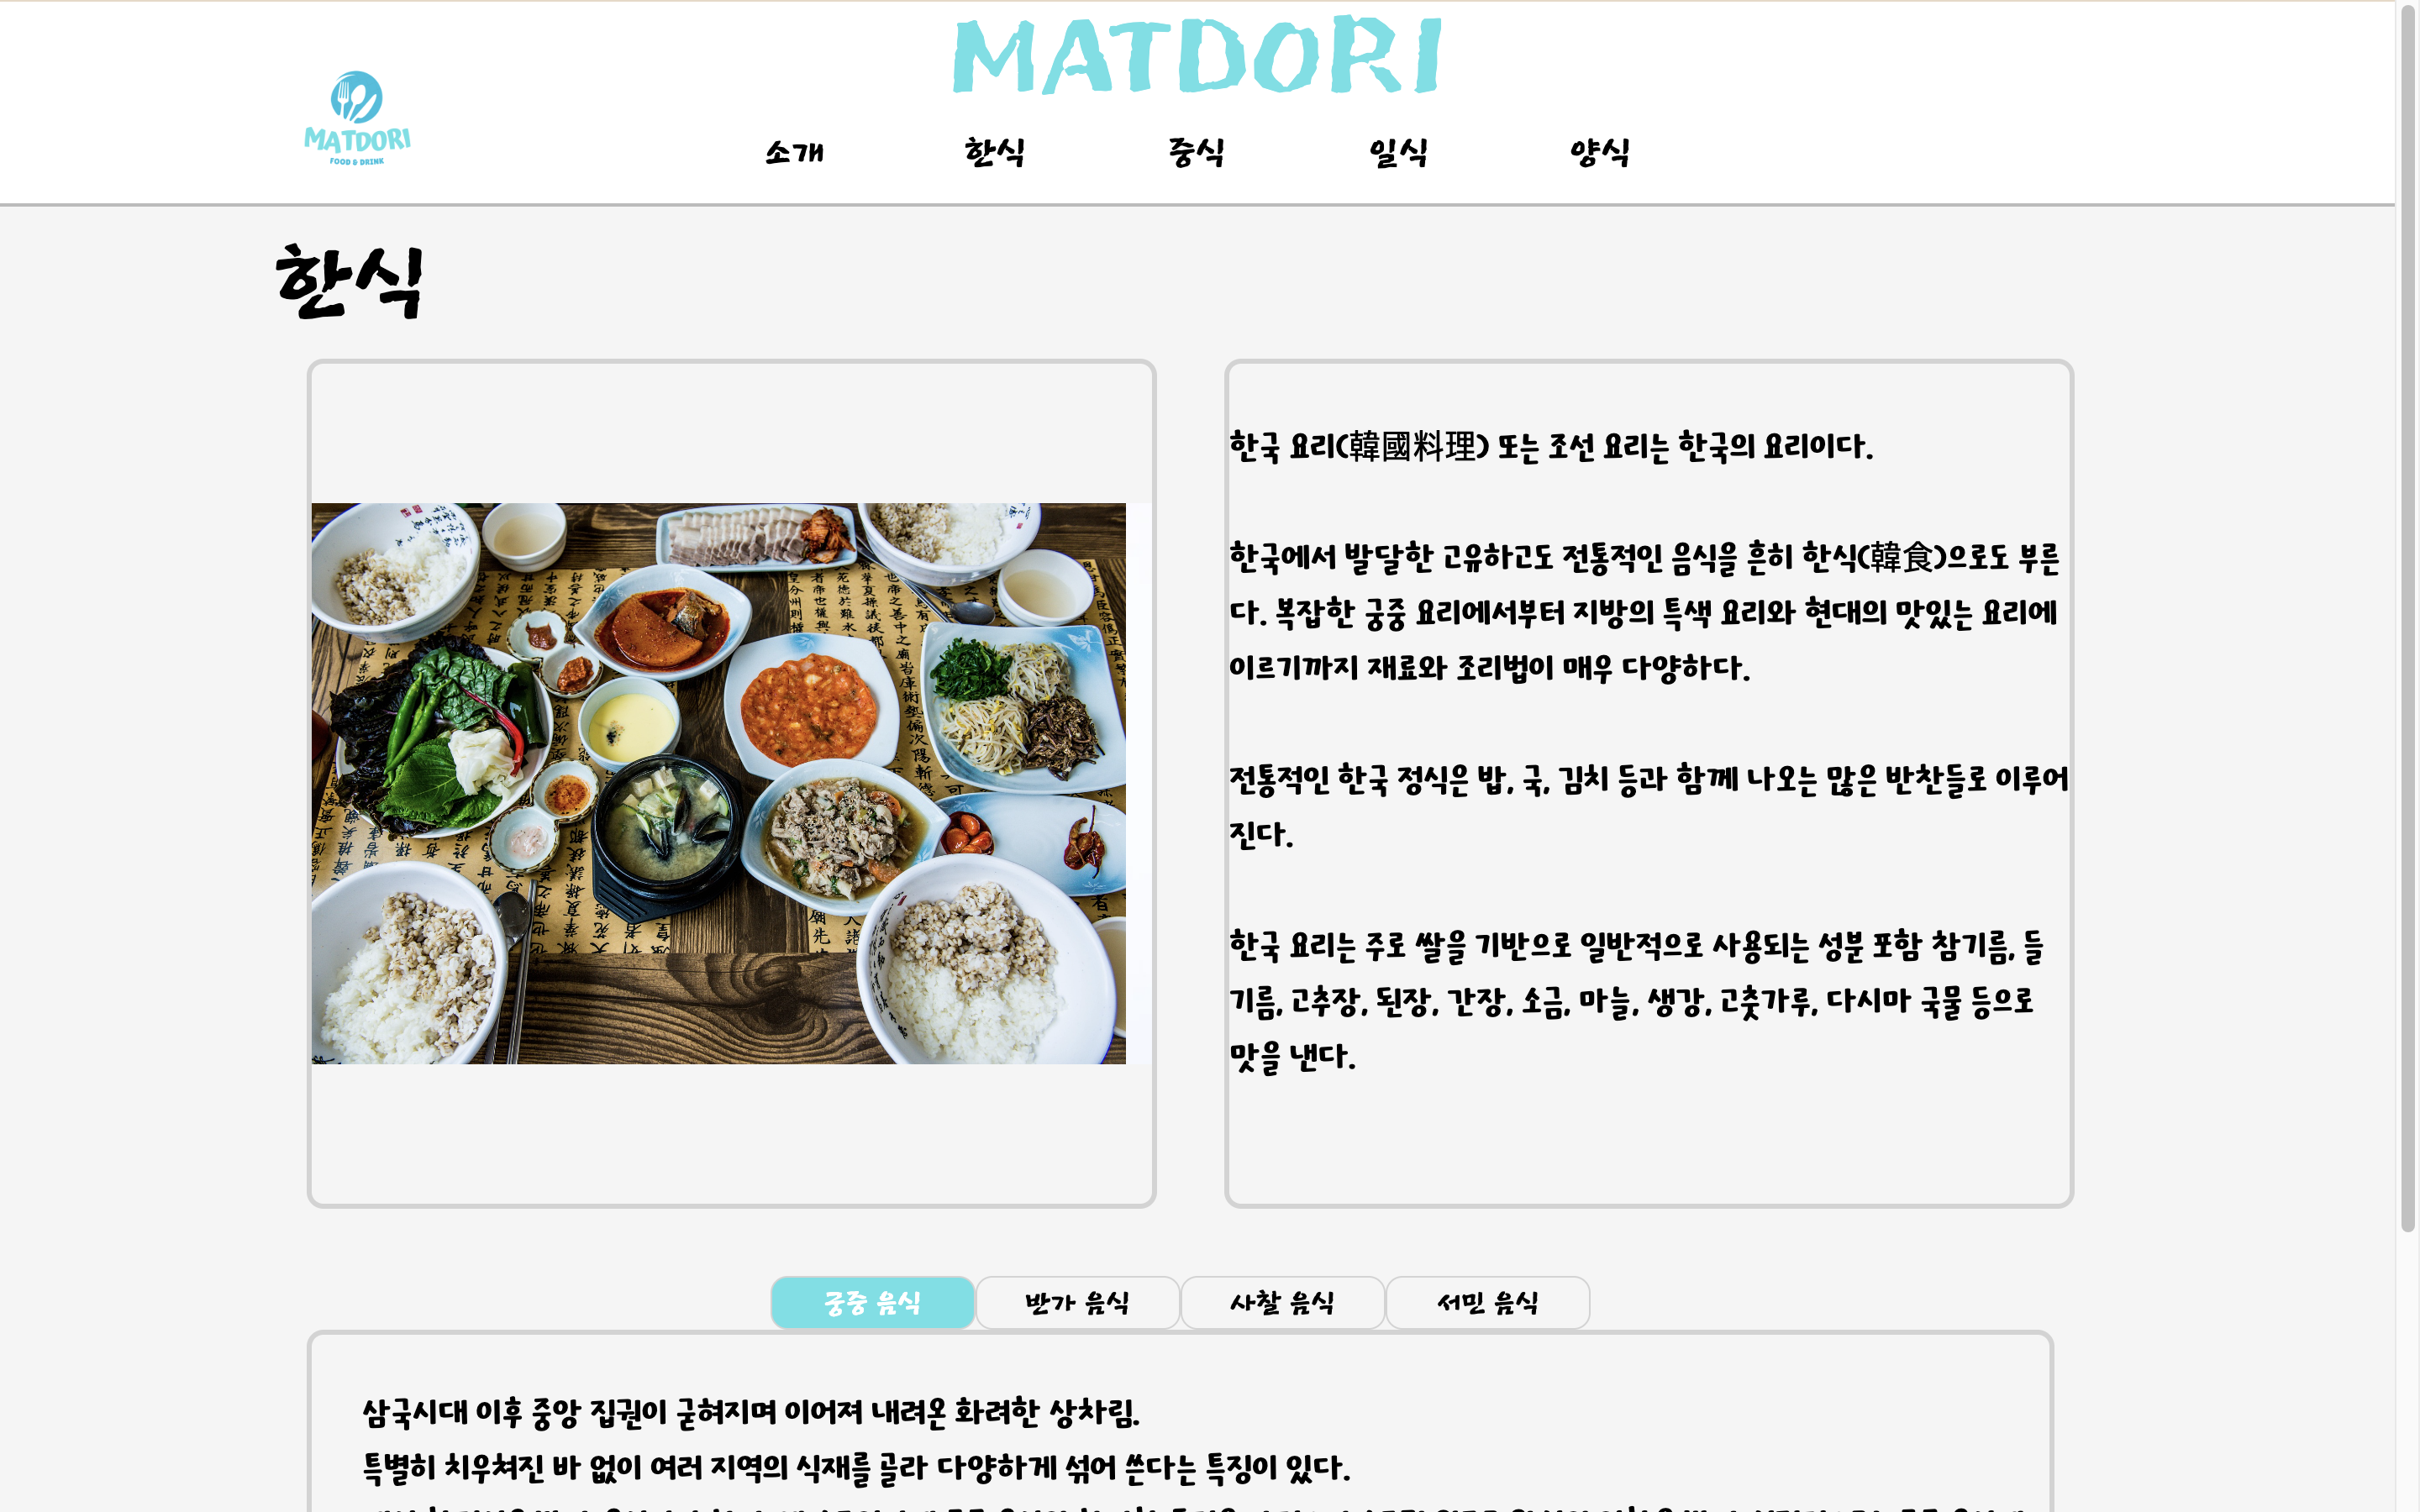 MATDORI
MATDORI
FOOD & DRINK
소개 한식 중식 일식 양식
한식
한국 요리(韓國料理) 또는 조선 요리는 한국의 요리이다.
한국에서 발달한 고유하고도 전통적인 음식을 흔히 한식(韓食)으로도 부른
다. 복잡한 궁중 요리에서부터 지방의 특색 요리와 현대의 맛있는 요리에
이르기까지 재료와 조리법이 매우 다양하다.
전통적인 한국 정식은 밥, 국, 김치 등과 함께 나오는 많은 반찬들로 이루어
진다.
한국 요리는 주로 쌀을 기반으로 일반적으로 사용되는 성분 포함 참기름, 들
기름, 고추장, 된장, 간장, 소금, 마늘, 생강, 고춧가루, 다시마 국물 등으로
맛을 낸다.
궁중 음식 반가 음식 사찰 음식 서민 음식
삼국시대 이후 중앙 집권이 굳혀지며 이어져 내려온 화려한 상차림.
특별히 치우쳐진 바 없이 여러 지역의 식재를 골라 다양하게 섞어 쓴다는 특징이 있다.